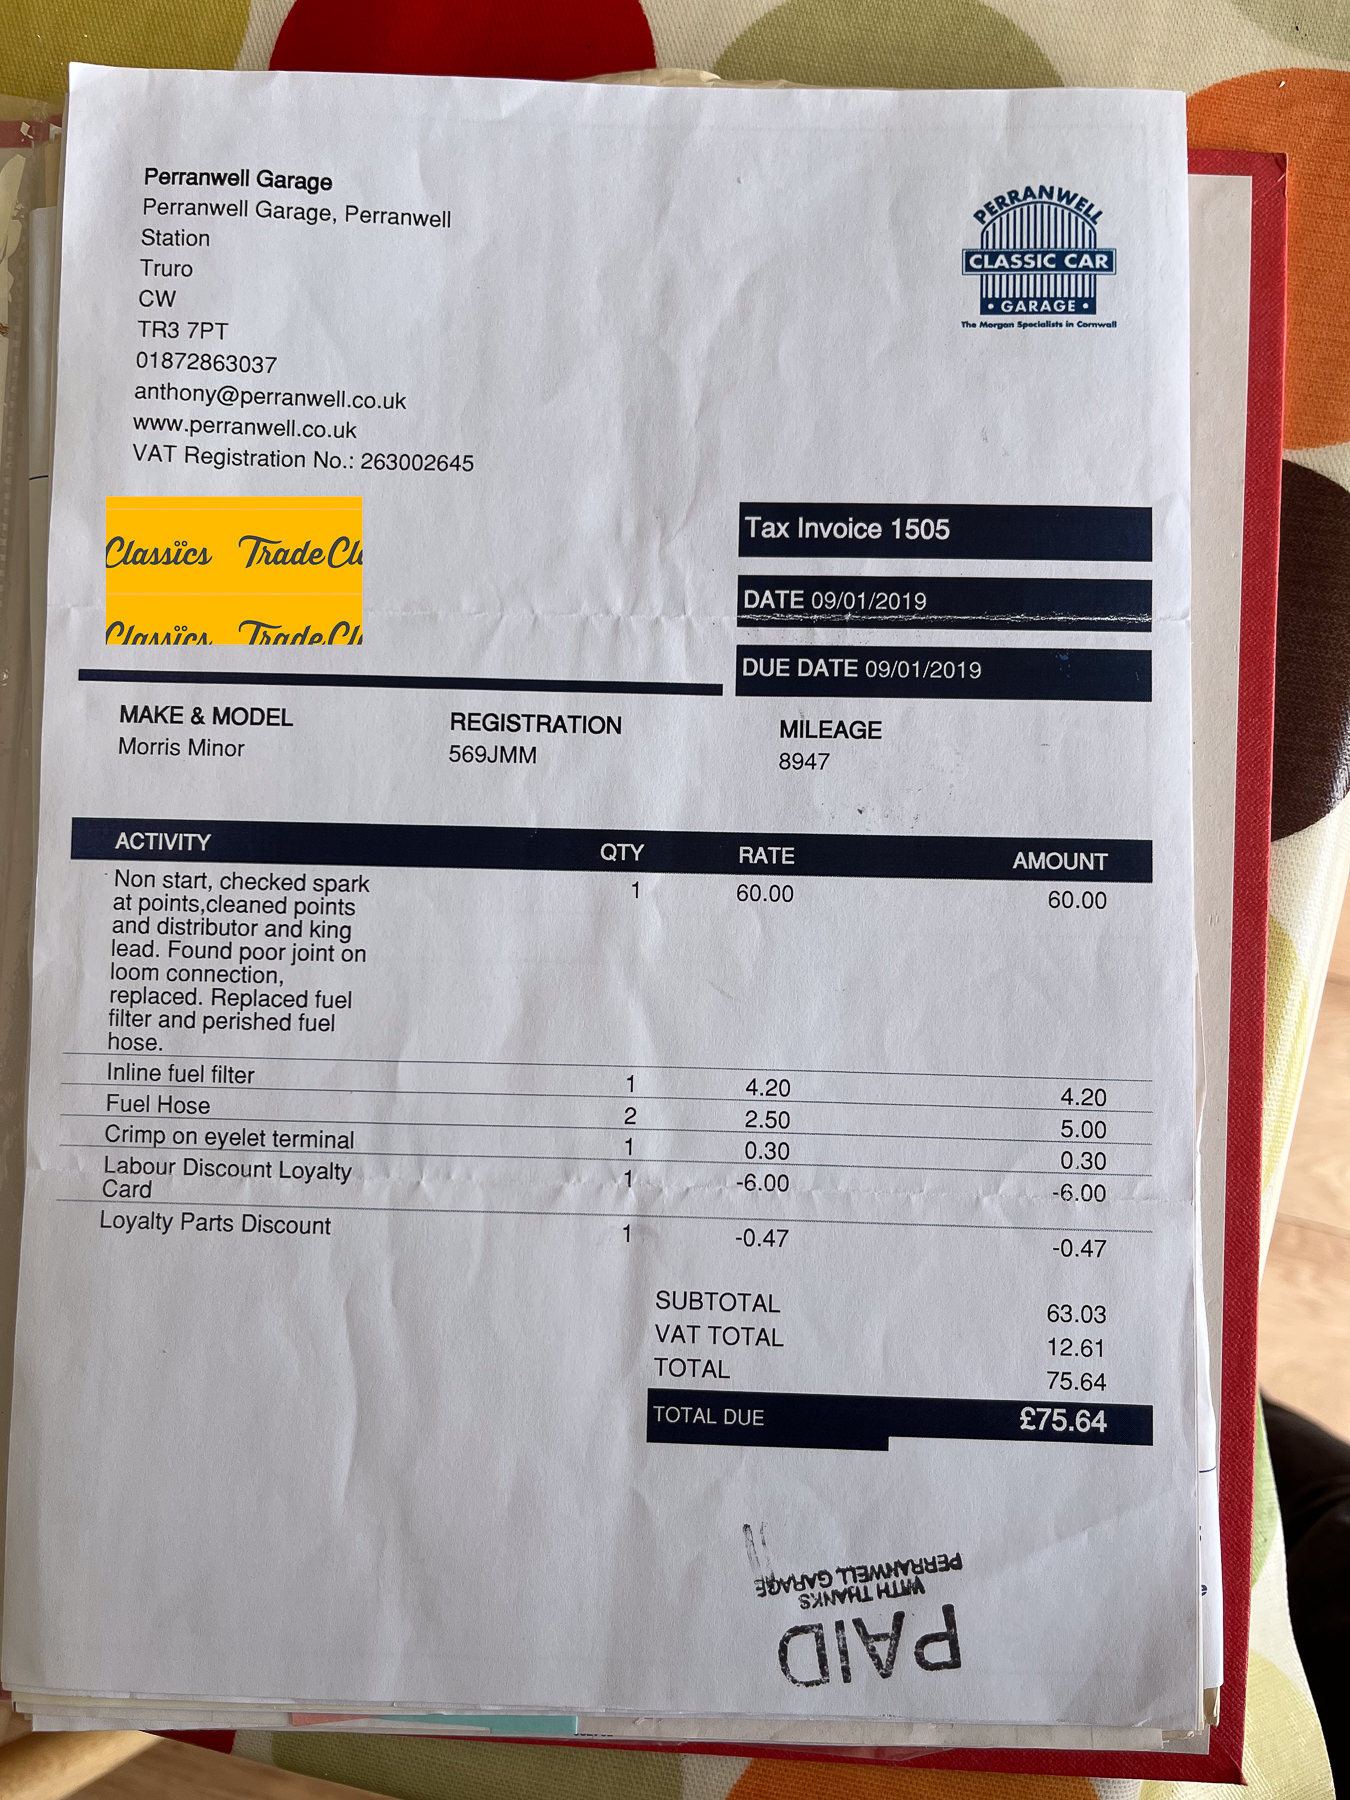 Perranwell Garage
Perranwell Garage, Perranwell
Station
Truro
CW
TR3 7PT
01872863037
anthony@perranwell.co.uk
www.perranwell.co.uk
VAT Registration No.: 263002645
PERRANWELL
CLASSIC CAR
• GARAGE •
The Morgan Specialists in Cornwall
Classïcs Trade Cl
Classïcs Trade Cl
Tax Invoice 1505
DATE 09/01/2019
DUE DATE 09/01/2019
MAKE & MODEL REGISTRATION MILEAGE
Morris Minor 569JMM 8947
ACTIVITY QTY RATE AMOUNT
Non start, checked spark 1 60.00 60.00
at points,cleaned points
and distributor and king
lead. Found poor joint on
loom connection,
replaced. Replaced fuel
filter and perished fuel
hose.
Inline fuel filter 1 4.20 4.20
Fuel Hose 2 2.50 5.00
Crimp on eyelet terminal 1 0.30 0.30
Labour Discount Loyalty 1 -6.00 -6.00
Card
Loyalty Parts Discount 1 -0.47 -0.47
SUBTOTAL 63.03
VAT TOTAL 12.61
TOTAL 75.64
TOTAL DUE £75.64
PAID
WITH THANKS
PERRANWELL GARAGE